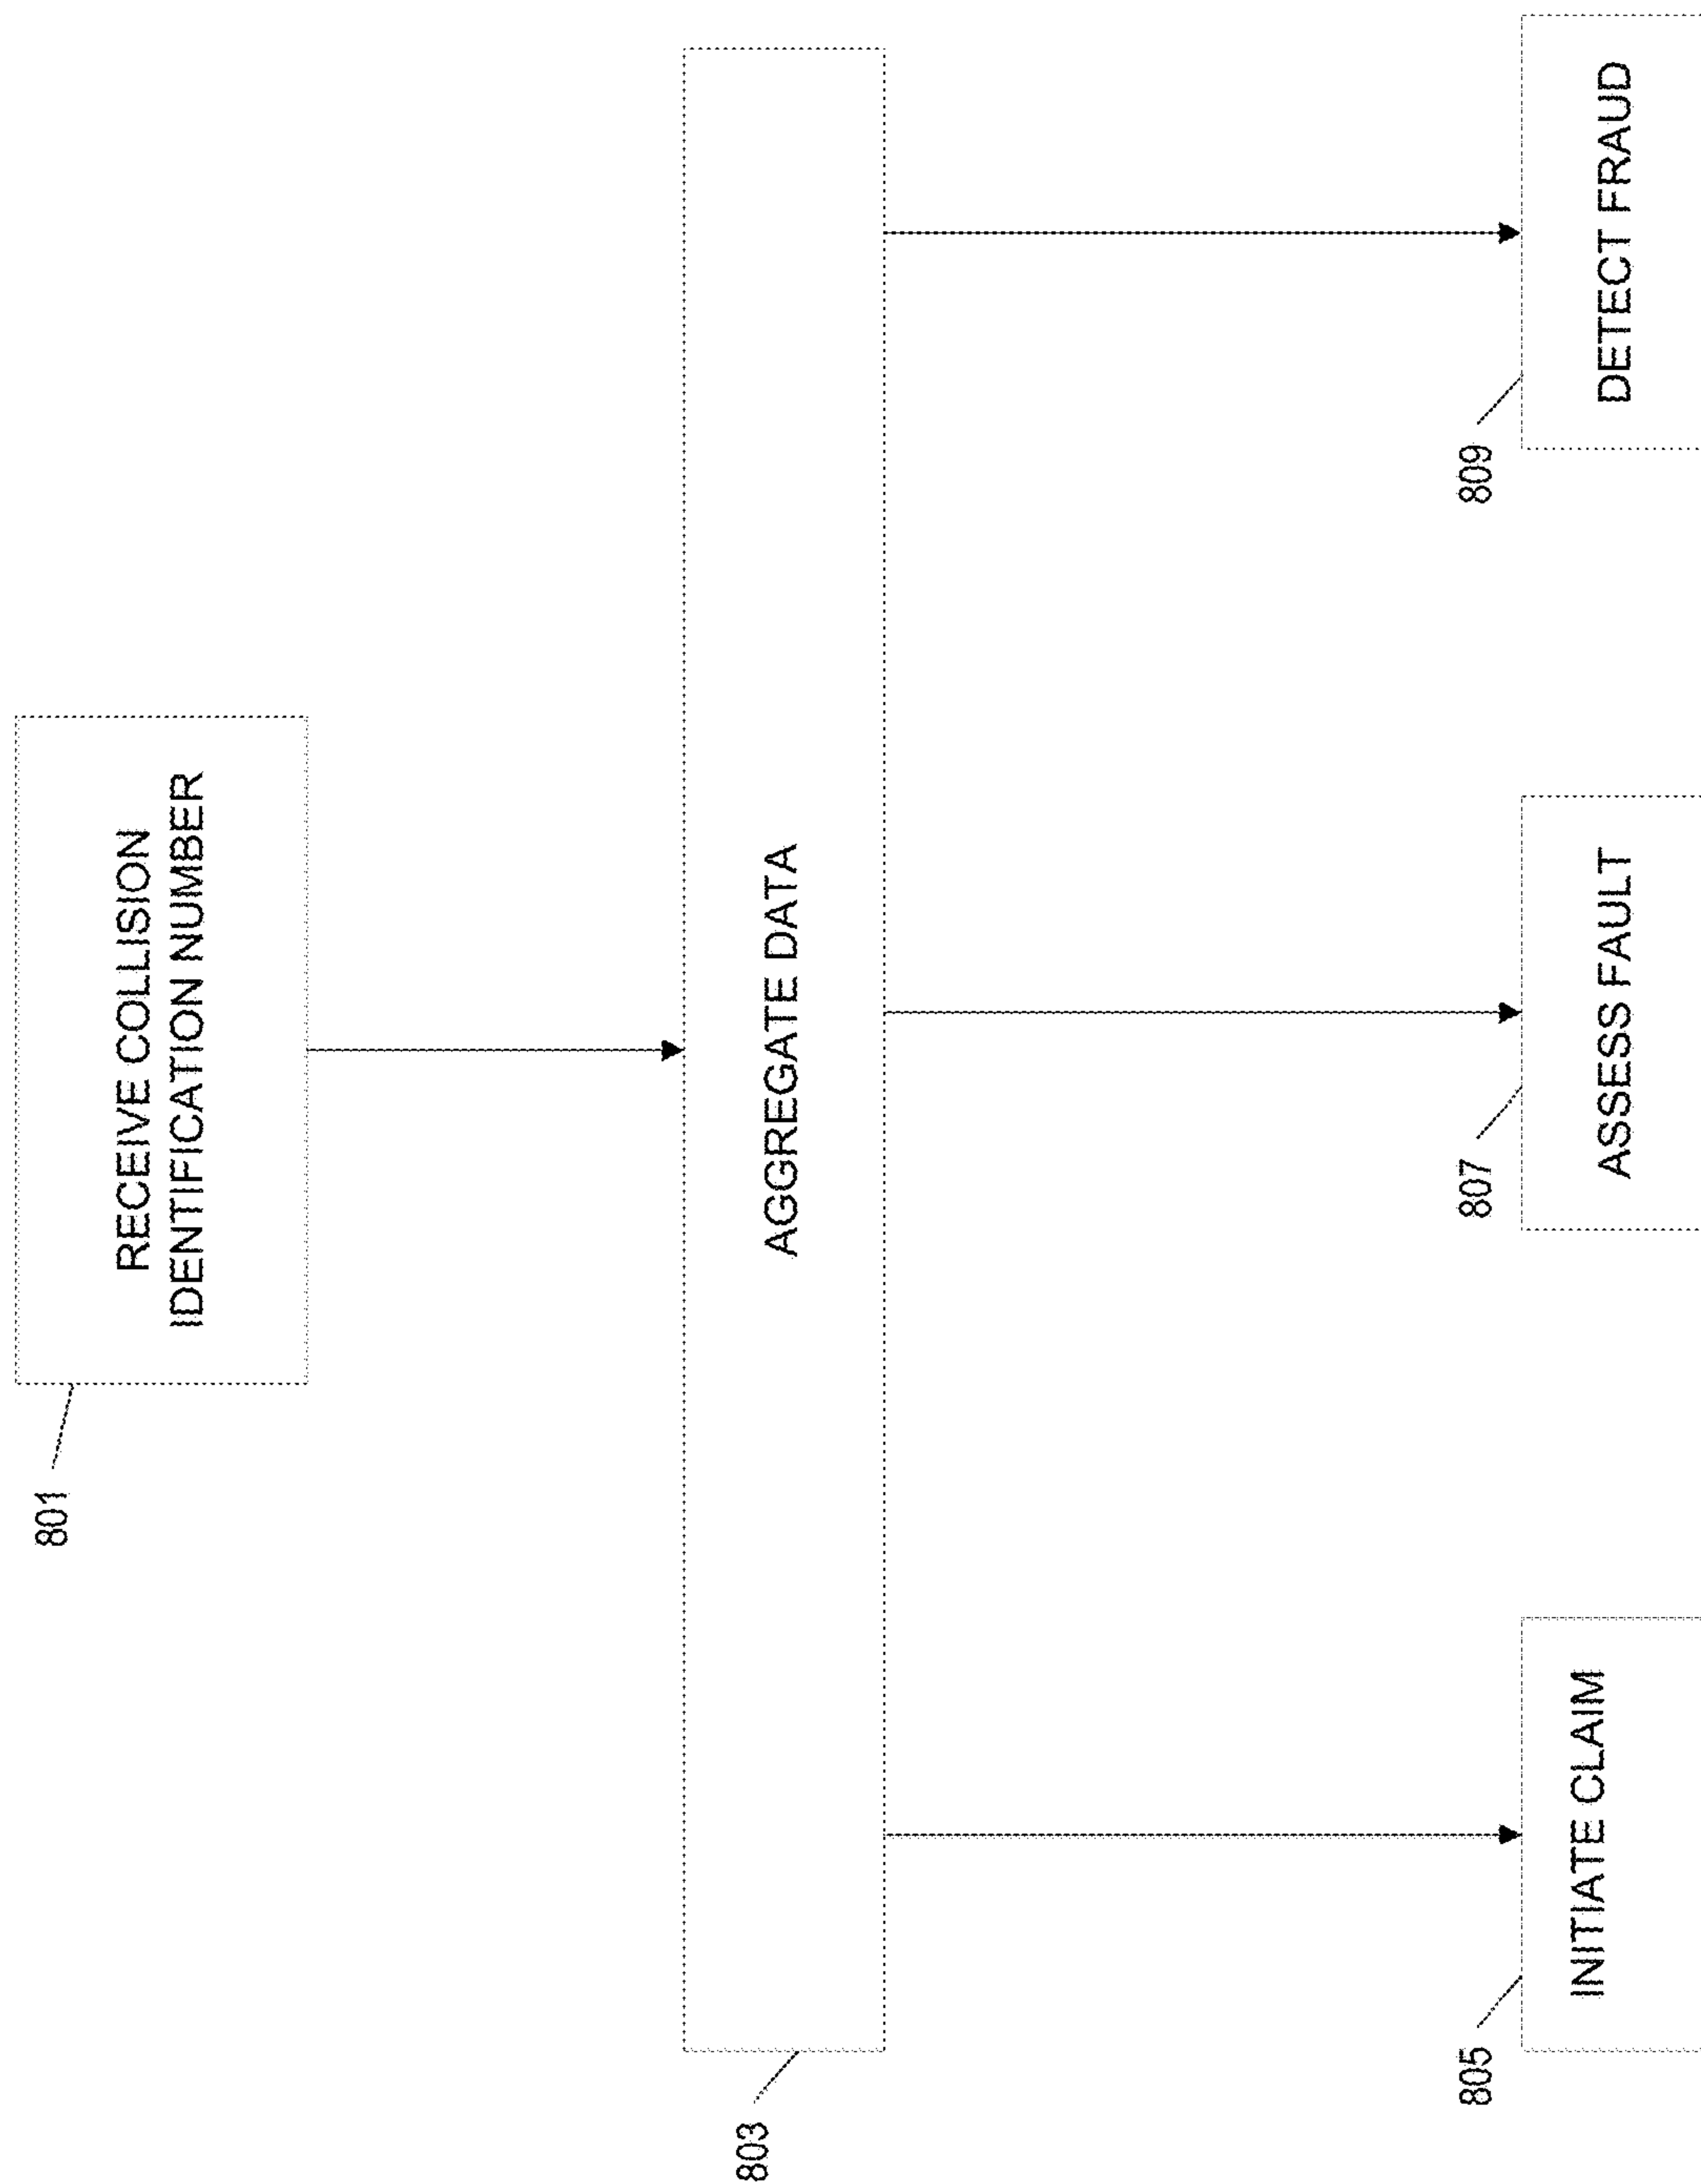 801
RECEIVE COLLISION
IDENTIFICATION NUMBER
803
AGGREGATE DATA
805
INITIATE CLAIM
807
ASSESS FAULT
809
DETECT FRAUD